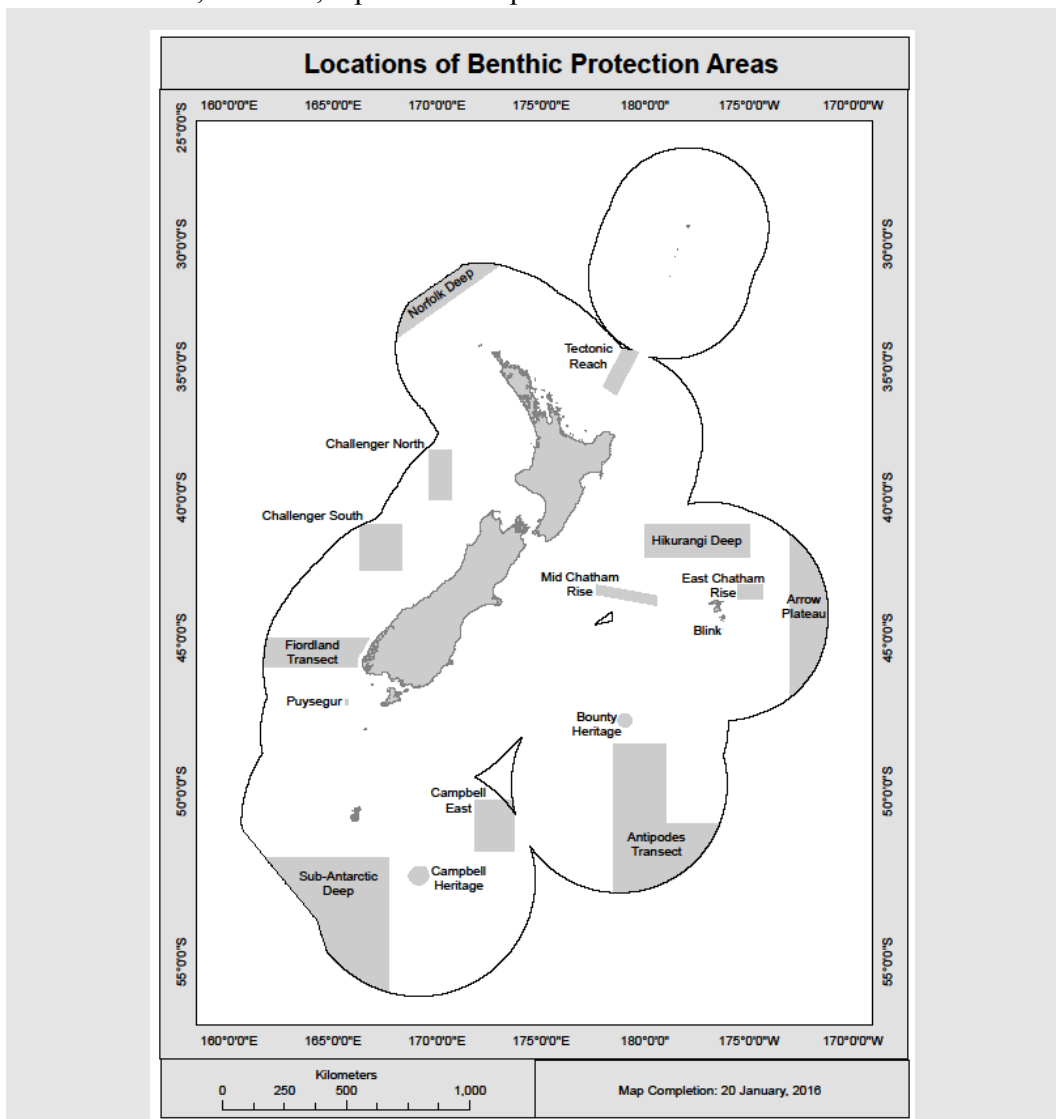 Locations of Benthic Protection Areas
160°0'0"E 165°0'0"E 170°0'0"E 175°0'0"E 180°0'0" 175°0'0"W 170°0'0"W
25°0'0"S
25°0'0"S
30°0'0"S
30°0'0"S
Norfolk Deep
Tectonic
Reach
35°0'0"S
35°0'0"S
Challenger North
40°0'0"S
40°0'0"S
Challenger South
Hikurangi Deep
Mid Chatham
Rise
East Chatham
Rise
Arrow
Plateau
Blink
45°0'0"S
45°0'0"S
Fiordland
Transect
Puysegur
Bounty
Heritage
50°0'0"S
50°0'0"S
Campbell
East
Antipodes
Transect
Sub-Antarctic
Deep
Campbell
Heritage
55°0'0"S
55°0'0"S
160°0'0"E 165°0'0"E 170°0'0"E 175°0'0"E 180°0'0" 175°0'0"W 170°0'0"W
Kilometers
0 250 500 1,000
Map Completion: 20 January, 2016